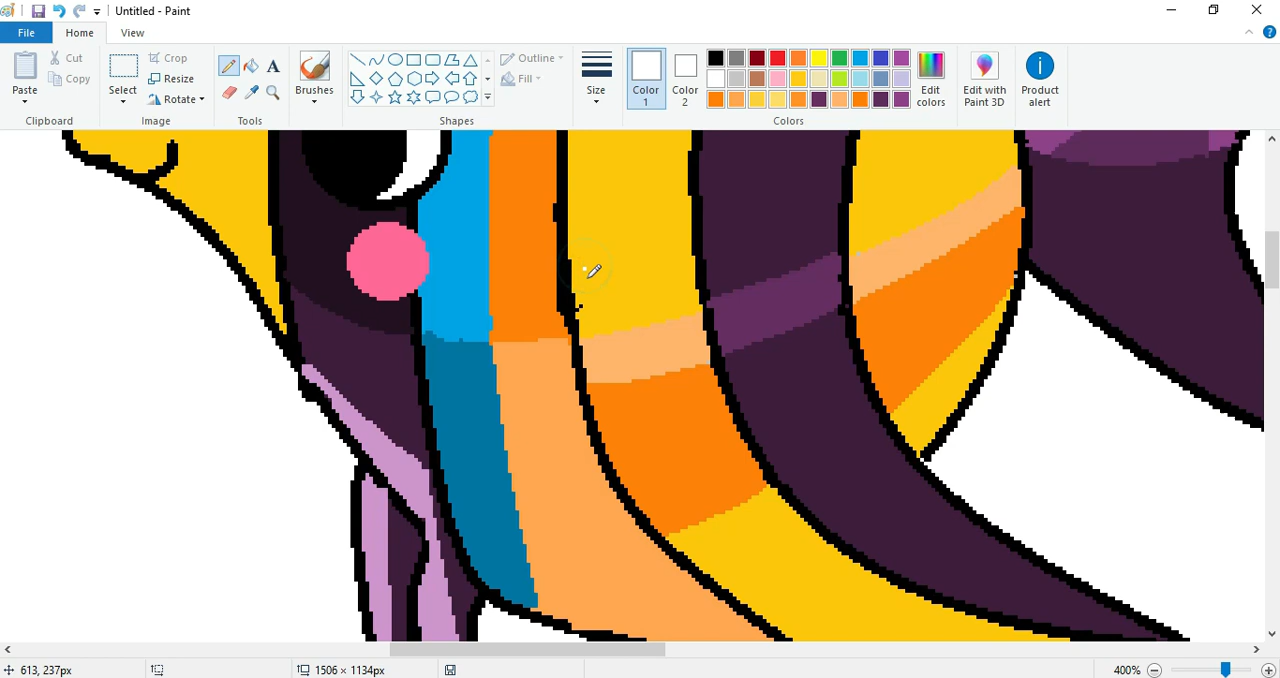 Untitled - Paint
File Home View
Paste
Cut
Copy
Clipboard
Select
Crop
Resize
Rotate
Image
A
Tools
Brushes
Outline
Fill
Shapes
Size
Color 1
Color 2
Edit colors
Colors
Edit with Paint 3D
Product alert
613, 237px
1506 × 1134px
400%